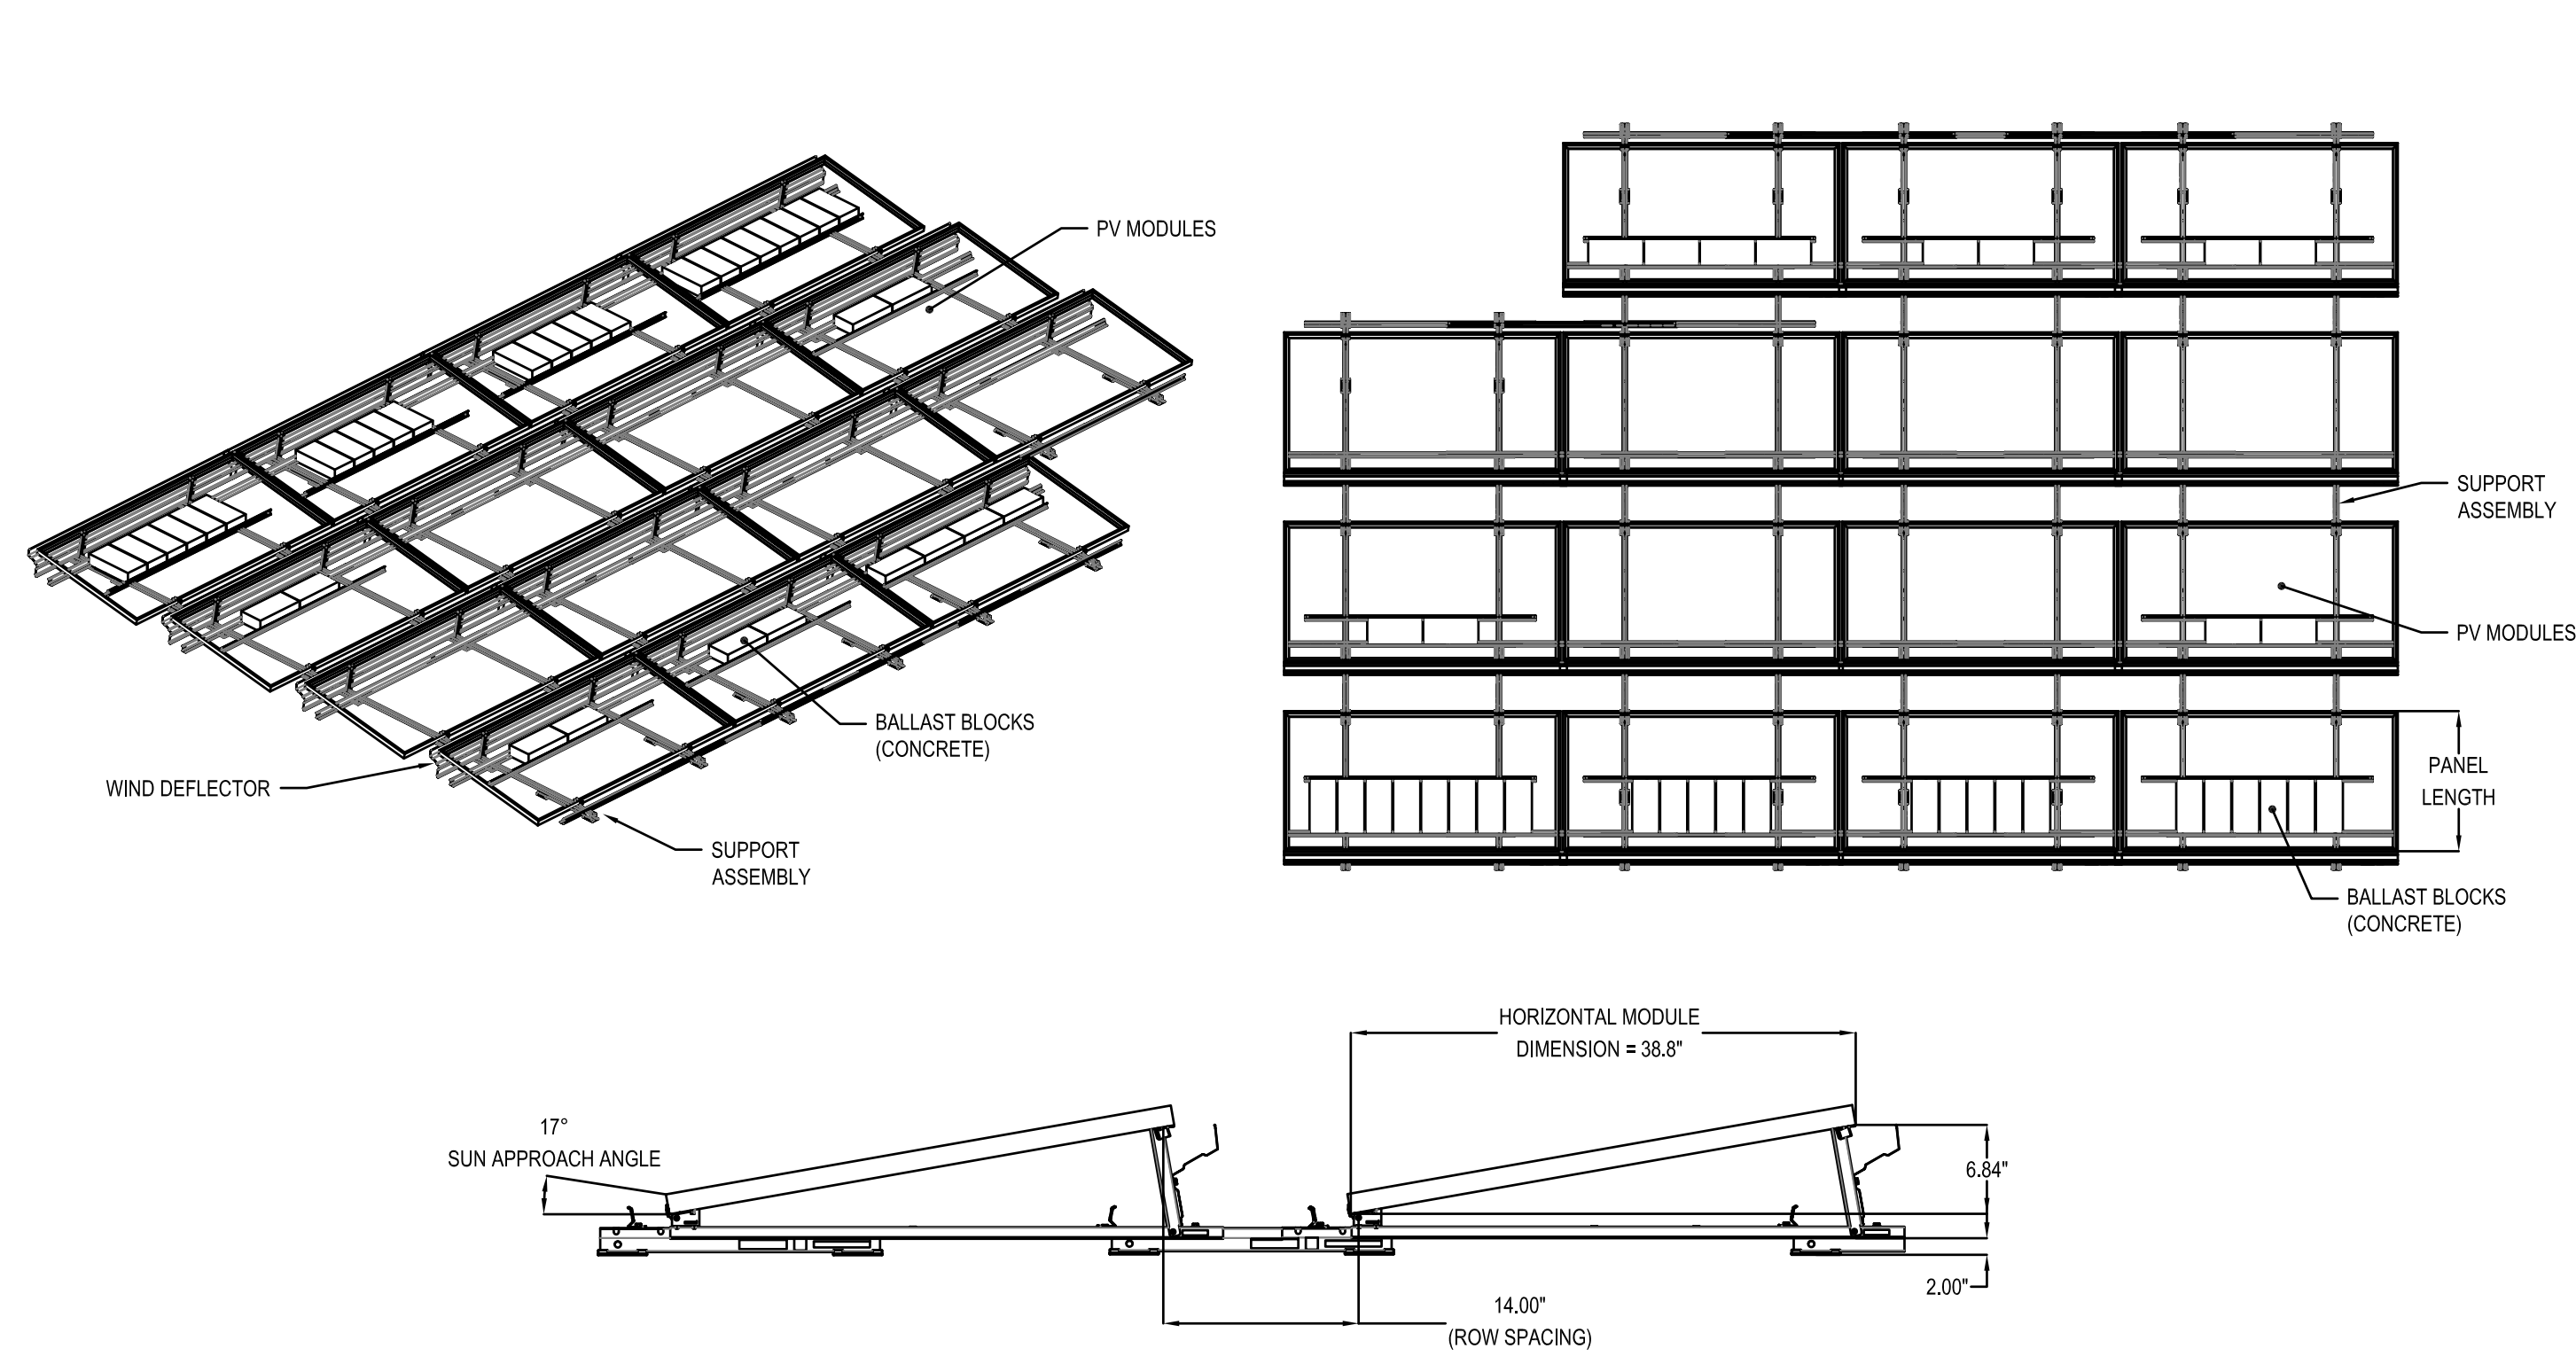 PV MODULES
BALLAST BLOCKS
(CONCRETE)
WIND DEFLECTOR
SUPPORT
ASSEMBLY
SUPPORT
ASSEMBLY
PV MODULES
PANEL
LENGTH
BALLAST BLOCKS
(CONCRETE)
HORIZONTAL MODULE
DIMENSION = 38.8"
17°
SUN APPROACH ANGLE
6.84"
2.00"
14.00"
(ROW SPACING)